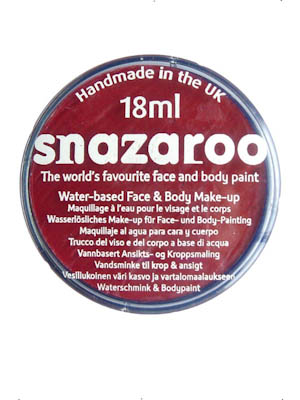 Handmade in the UK
18ml
snazaroo
The world's favourite face and body paint
Water-based Face & Body Make-up
Maquillage à l'eau pour le visage et le corps
Wasserlösliches Make-up für Face- und Body-Painting
Maquillaje al agua para cara y cuerpo
Trucco del viso e del corpo a base di acqua
Vannbasert Ansikts- og Kroppsmaling
Vandsminke til krop & ansigt
Vesiliukoinen väri kasvo ja vartalomaalaukseen
Waterschmink & Bodypaint